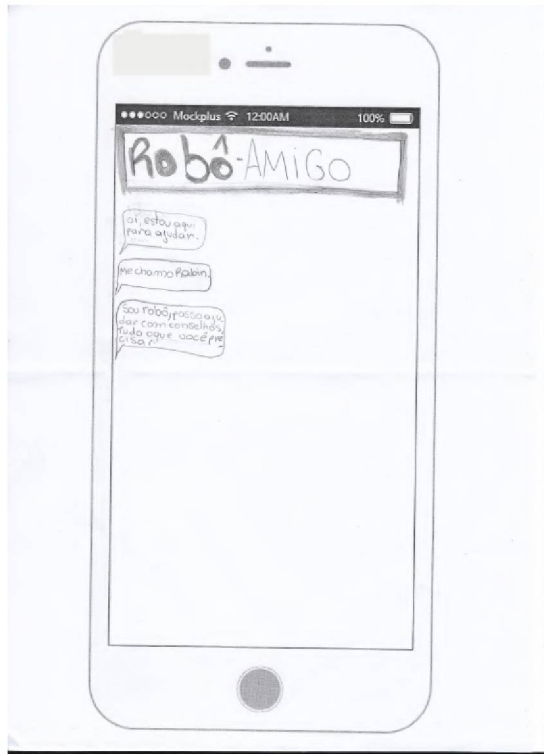 Mockplus 12:00AM 100%
Robô-AMiGO
oi, estou aqui
para ajudar.
Me chamo Robin.
Sou robô, posso aju
dar com conselhos,
tudo oque você pre
cisar.